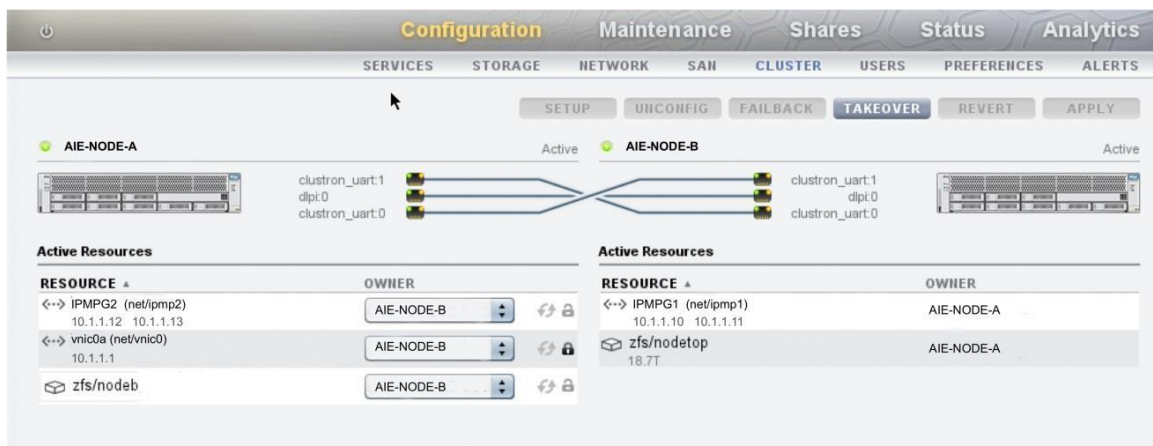 Configuration Maintenance Shares Status Analytics
SERVICES STORAGE NETWORK SAN CLUSTER USERS PREFERENCES ALERTS
SETUP UNCONFIG FAILBACK TAKEOVER REVERT APPLY
AIE-NODE-A Active AIE-NODE-B Active
clustron_uart:1 clustron_uart:1
dlpi:0 dlpi:0
clustron_uart:0 clustron_uart:0
Active Resources Active Resources
RESOURCE ▲ OWNER RESOURCE ▲ OWNER
IPMPG2 (net/ipmp2) AIE-NODE-B IPMPG1 (net/ipmp1) AIE-NODE-A
10.1.1.12 10.1.1.13 10.1.1.10 10.1.1.11
vnic0a (net/vnic0) AIE-NODE-B zfs/nodetop AIE-NODE-A
10.1.1.1 18.7T
zfs/nodeb AIE-NODE-B